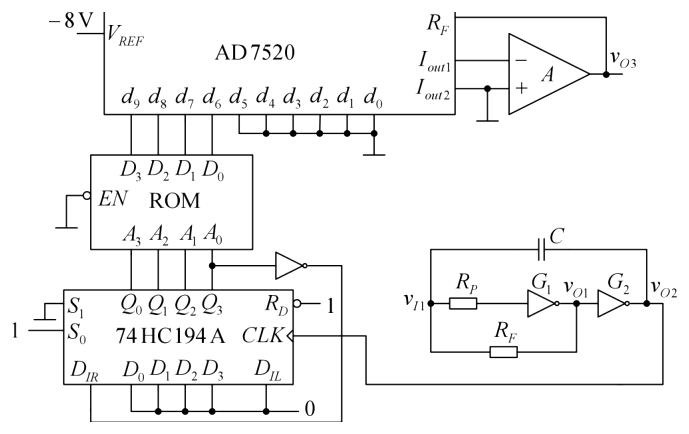 −8V
V_REF
AD7520
R_F
I_out1
I_out2
− A +
v_O3
d_9 d_8 d_7 d_6 d_5 d_4 d_3 d_2 d_1 d_0
D_3 D_2 D_1 D_0
EN ROM
A_3 A_2 A_1 A_0
C
R_P G_1 v_O1 G_2 v_O2
v_I1
R_F
S_1 Q_0 Q_1 Q_2 Q_3 R_D 1
1 S_0 74HC194A CLK
D_IR D_0 D_1 D_2 D_3 D_IL
0